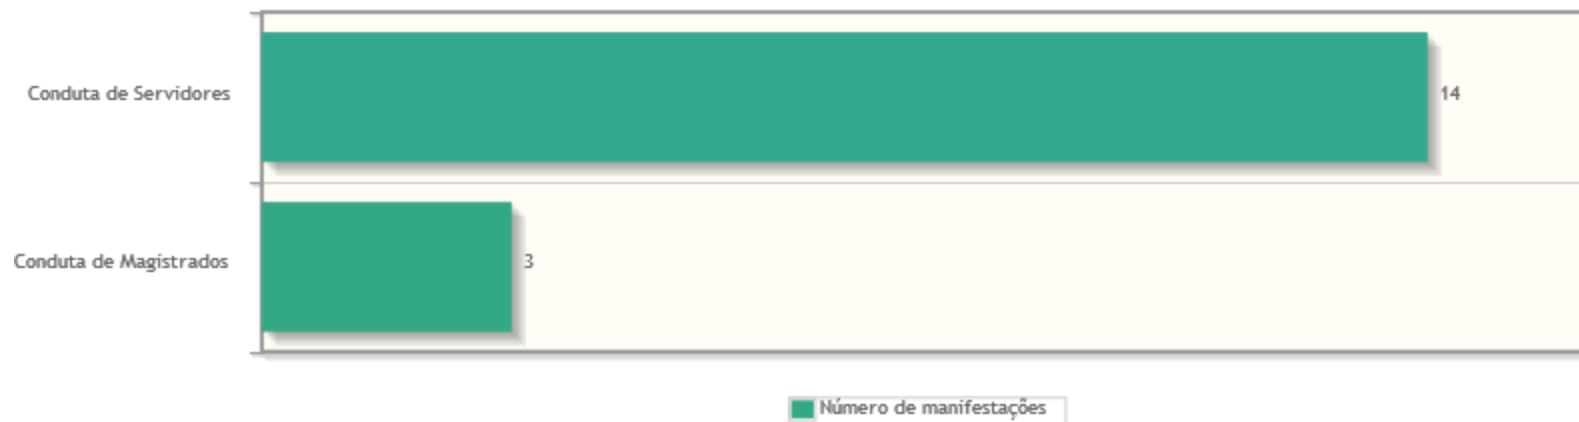 Conduta de Servidores
14
Conduta de Magistrados
3
Número de manifestações